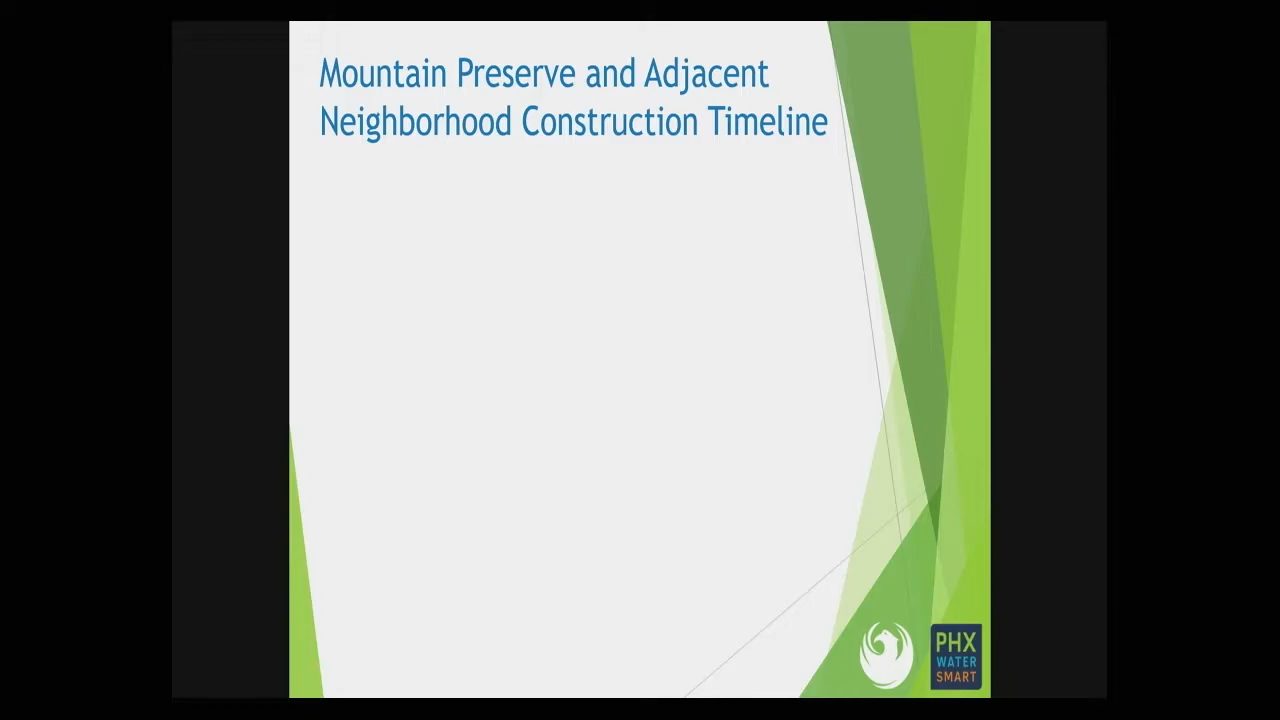 Mountain Preserve and Adjacent
Neighborhood Construction Timeline
PHX
WATER
SMART